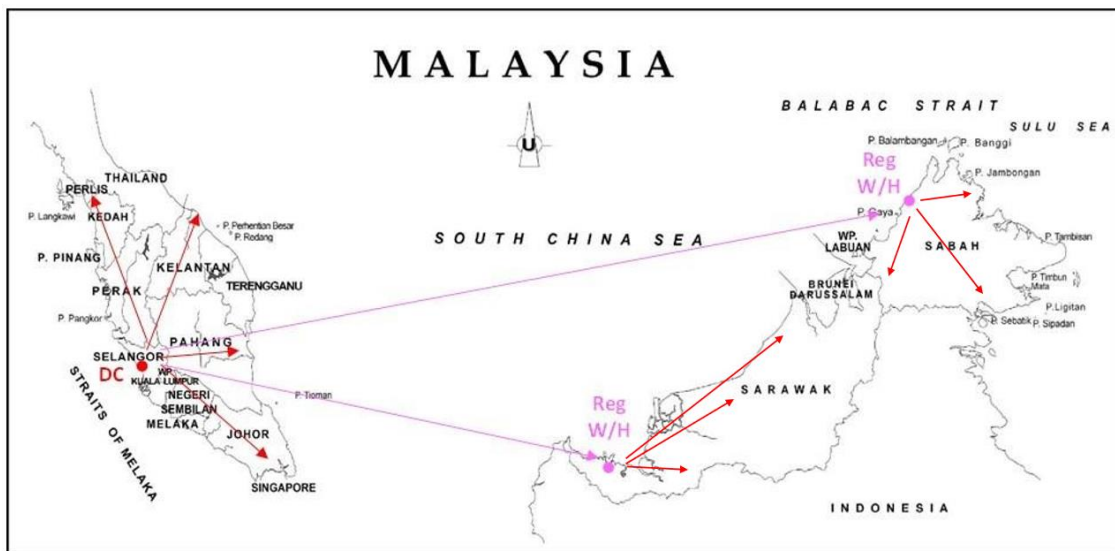 MALAYSIA
BALABAC STRAIT
SULU SEA
P. Balambangan
P. Banggi
Reg
W/H
P. Jambongan
THAILAND
PERLIS
P. Langkawi
KEDAH
P. Perhentian Besar
P. Redang
P. Gaya
SOUTH CHINA SEA
P. Tambisan
SABAH
WP.
LABUAN
P. PINANG
KELANTAN
TERENGGANU
P. Timbun
Mata
BRUNEI
DARUSSALAM
PERAK
P. Ligitan
P. Pangkor
P. Sebatik
P. Sipadan
PAHANG
SELANGOR
DC
WP.
KUALA LUMPUR
STRAITS OF MELAKA
NEGERI
SEMBILAN
MELAKA
P. Tioman
SARAWAK
Reg
W/H
JOHOR
SINGAPORE
INDONESIA
U